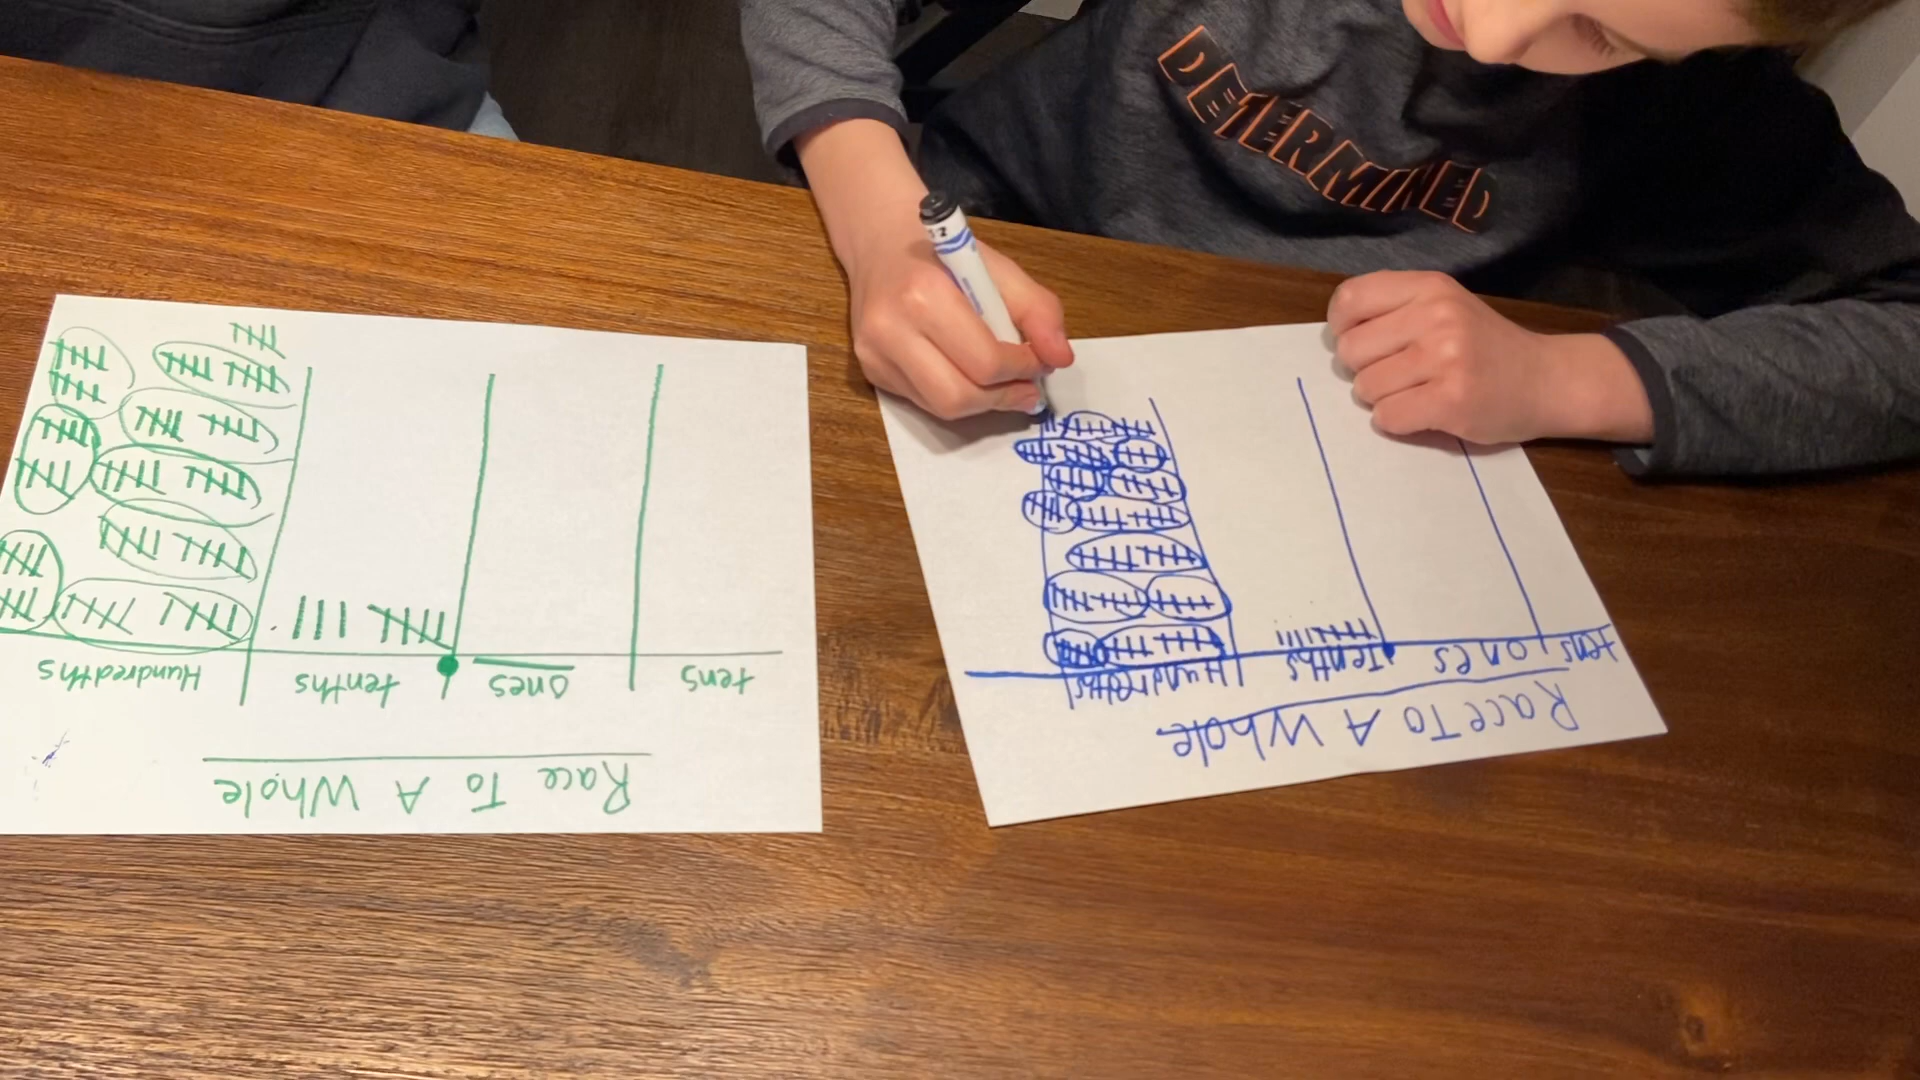 DETERMINED
Race To A Whole
tens ones tenths Hundredths
Race To A Whole
tens ones Tenths Hundredths